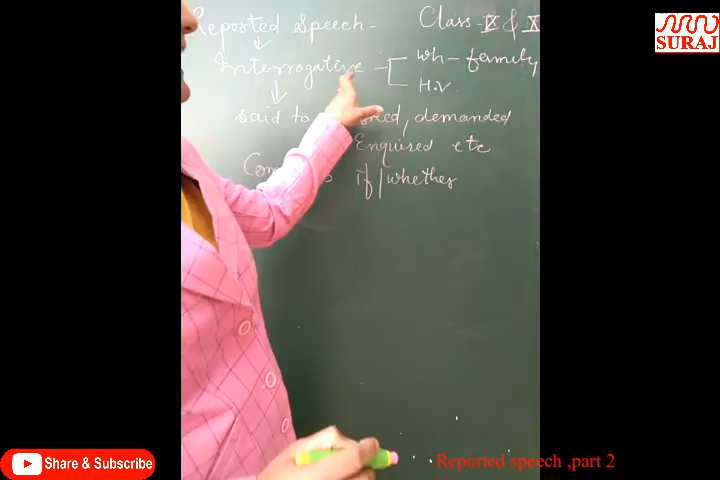 Reported Speech - Class - IX & X
Interrogative - Wh - family
H.V
said to demanded
Enquired etc
if/whether
SURAJ
Share & Subscribe
Reported speech ,part 2